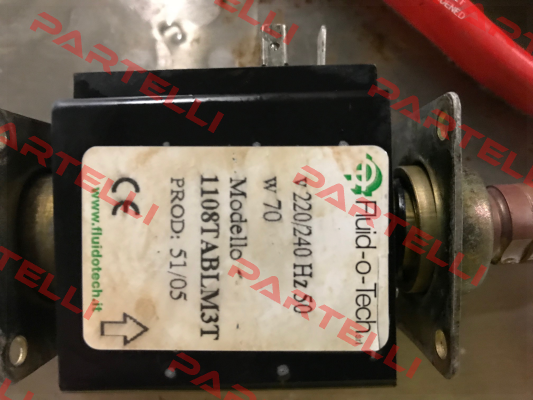 Fluid-o-Tech
v 220/240 Hz 50
w 70
Modello
1108TABLM3T
PROD: 51/05
CE
www.fluidotech.it
PARTELLI
PARTELLI
PARTELLI
PARTELLI
PARTELLI
PARTELLI